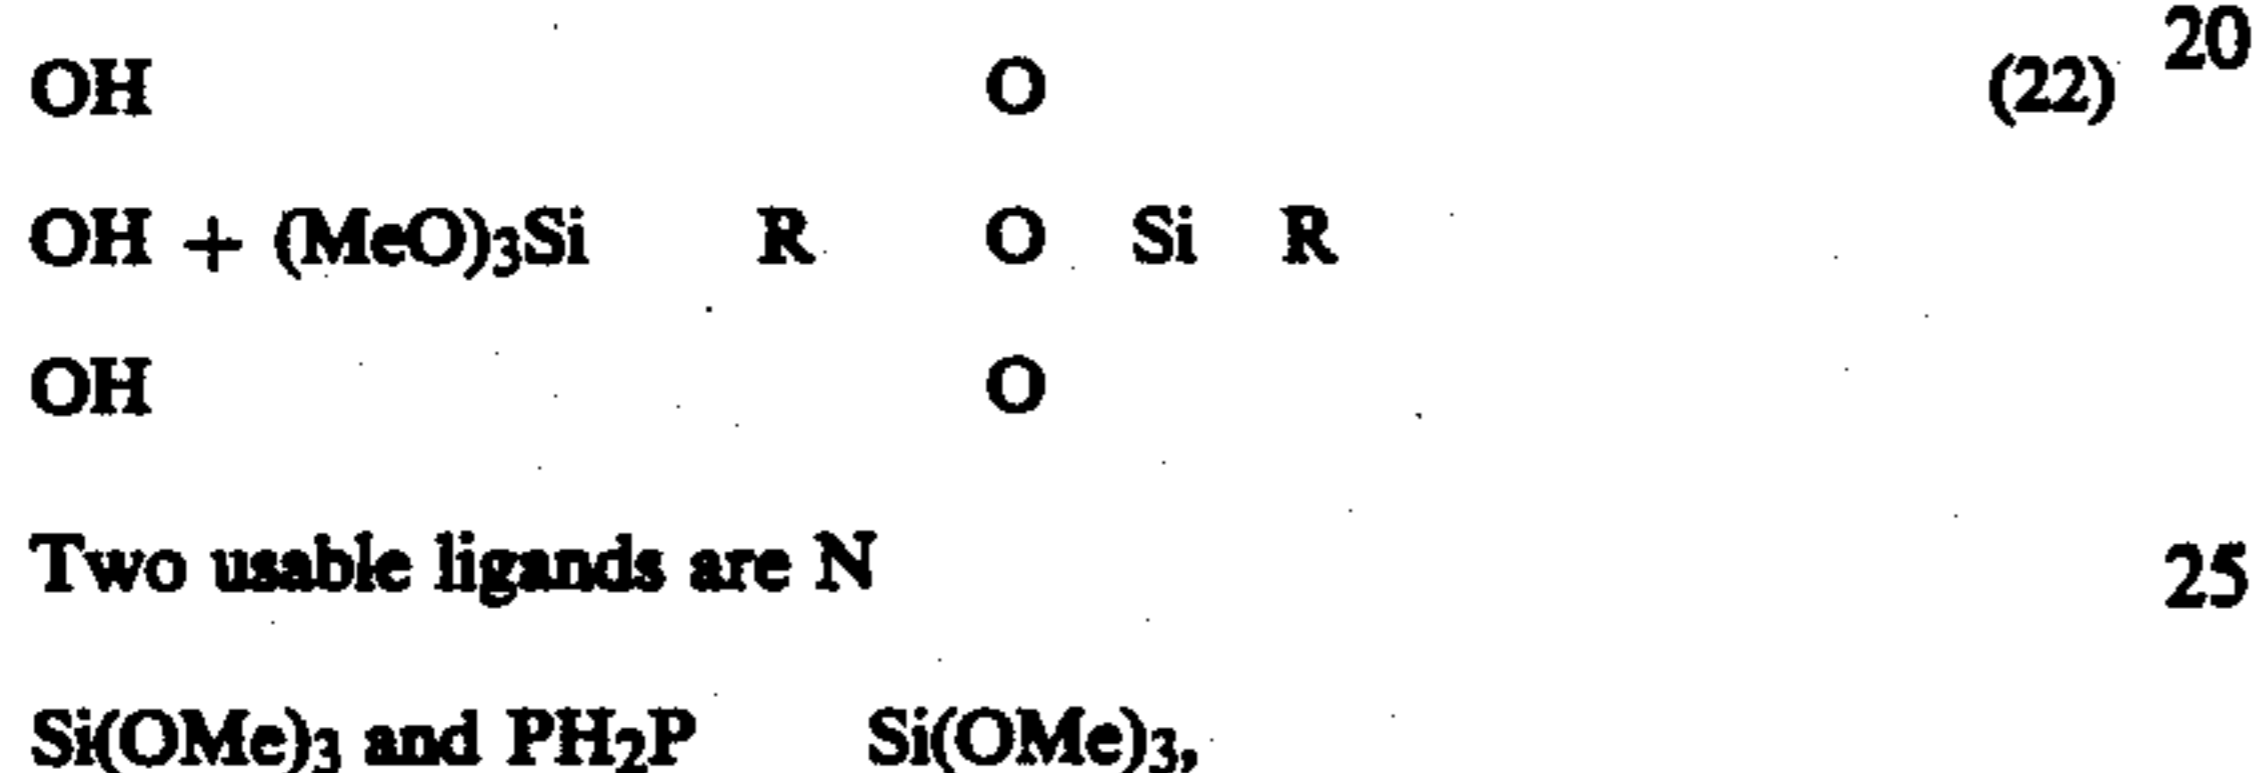 20
OH O (22)
OH + (MeO)₃Si R O Si R
OH O
Two usable ligands are N
25
Si(OMe)₃ and PH₂P Si(OMe)₃,